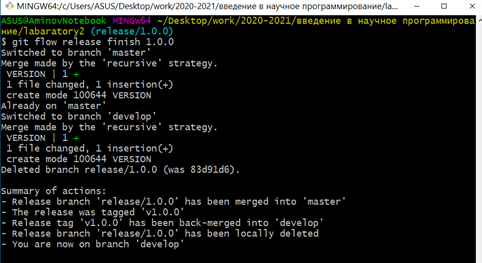 MINGW64:/c/Users/ASUS/Desktop/work/2020-2021/введение в научное программирование/la...
ASUS@AminovNotebook MINGW64 ~/Desktop/work/2020-2021/введение в научное программирова
ние/labaratory2 (release/1.0.0)
$ git flow release finish 1.0.0
Switched to branch 'master'
Merge made by the 'recursive' strategy.
VERSION | 1 +
1 file changed, 1 insertion(+)
create mode 100644 VERSION
Already on 'master'
Switched to branch 'develop'
Merge made by the 'recursive' strategy.
VERSION | 1 +
1 file changed, 1 insertion(+)
create mode 100644 VERSION
Deleted branch release/1.0.0 (was 83d91d6).
Summary of actions:
- Release branch 'release/1.0.0' has been merged into 'master'
- The release was tagged 'v1.0.0'
- Release tag 'v1.0.0' has been back-merged into 'develop'
- Release branch 'release/1.0.0' has been locally deleted
- You are now on branch 'develop'